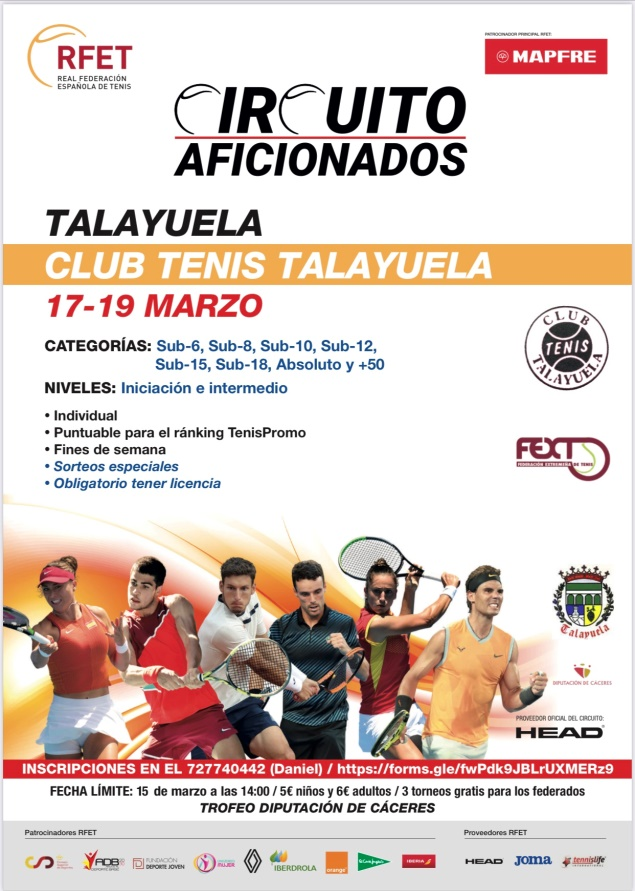 RFET
REAL FEDERACIÓN
ESPAÑOLA DE TENIS
PATROCINADOR PRINCIPAL RFET:
MAPFRE
CIRCUITO
AFICIONADOS
TALAYUELA
CLUB TENIS TALAYUELA
17-19 MARZO
CATEGORÍAS: Sub-6, Sub-8, Sub-10, Sub-12,
Sub-15, Sub-18, Absoluto y +50
NIVELES: Iniciación e intermedio
• Individual
• Puntuable para el ránking TenisPromo
• Fines de semana
• Sorteos especiales
• Obligatorio tener licencia
CLUB
TENIS
TALAYUELA
FEXT
FEDERACIÓN EXTREMEÑA DE TENIS
Talayuela
DIPUTACIÓN DE CÁCERES
PROVEEDOR OFICIAL DEL CIRCUITO:
HEAD
INSCRIPCIONES EN EL 727740442 (Daniel) / https://forms.gle/fwPdk9JBLrUXMERz9
FECHA LÍMITE: 15 de marzo a las 14:00 / 5€ niños y 6€ adultos / 3 torneos gratis para los federados
TROFEO DIPUTACIÓN DE CÁCERES
Patrocinadores RFET
Proveedores RFET
CSD
ADO
FUNDACIÓN
DEPORTE JOVEN
MUJER
IBERDROLA
orange
El Corte Inglés
IBERIA
HEAD
joma
tennislife